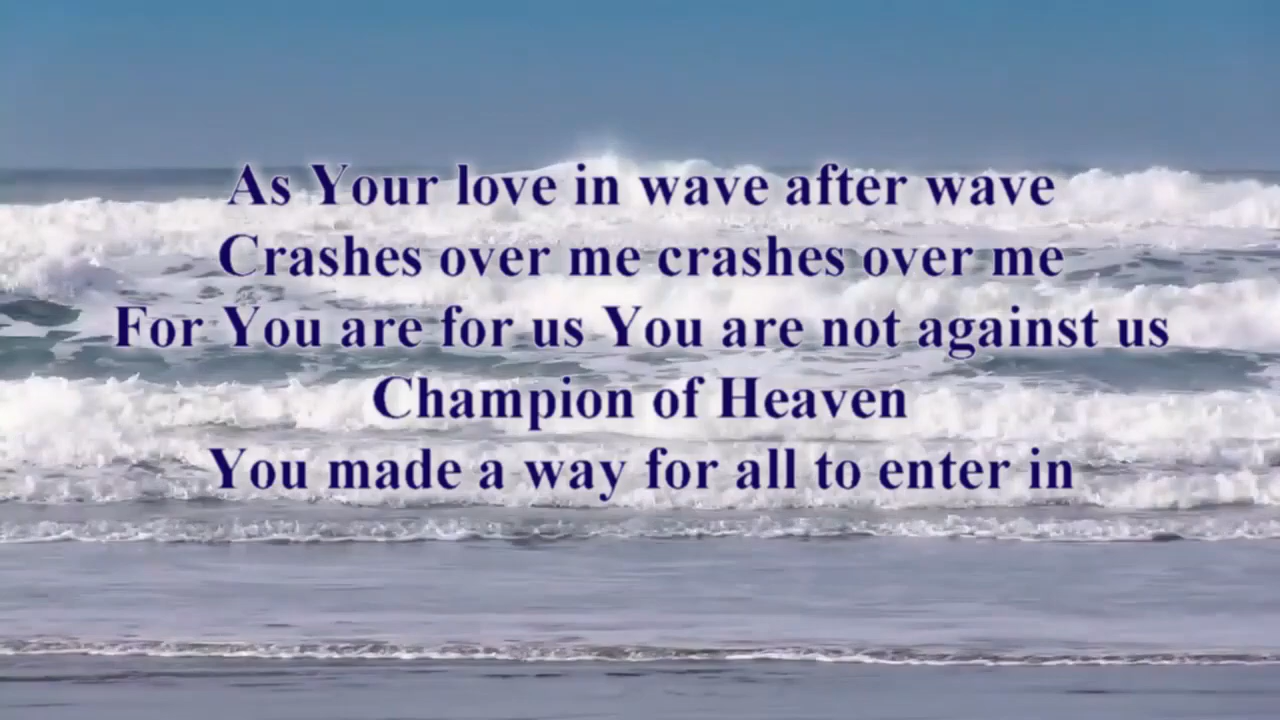 As Your love in wave after wave
Crashes over me crashes over me
For You are for us You are not against us
Champion of Heaven
You made a way for all to enter in